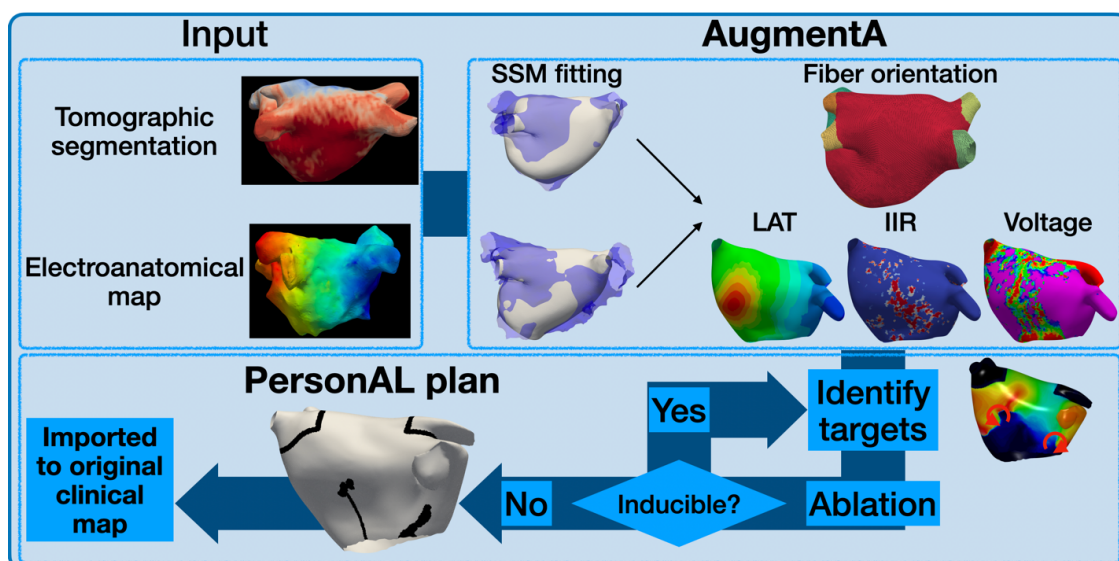 Input
AugmentA
Tomographic
segmentation
Electroanatomical
map
SSM fitting
Fiber orientation
LAT
IIR
Voltage
PersonAL plan
Imported
to original
clinical
map
No
Inducible?
Yes
Identify
targets
Ablation